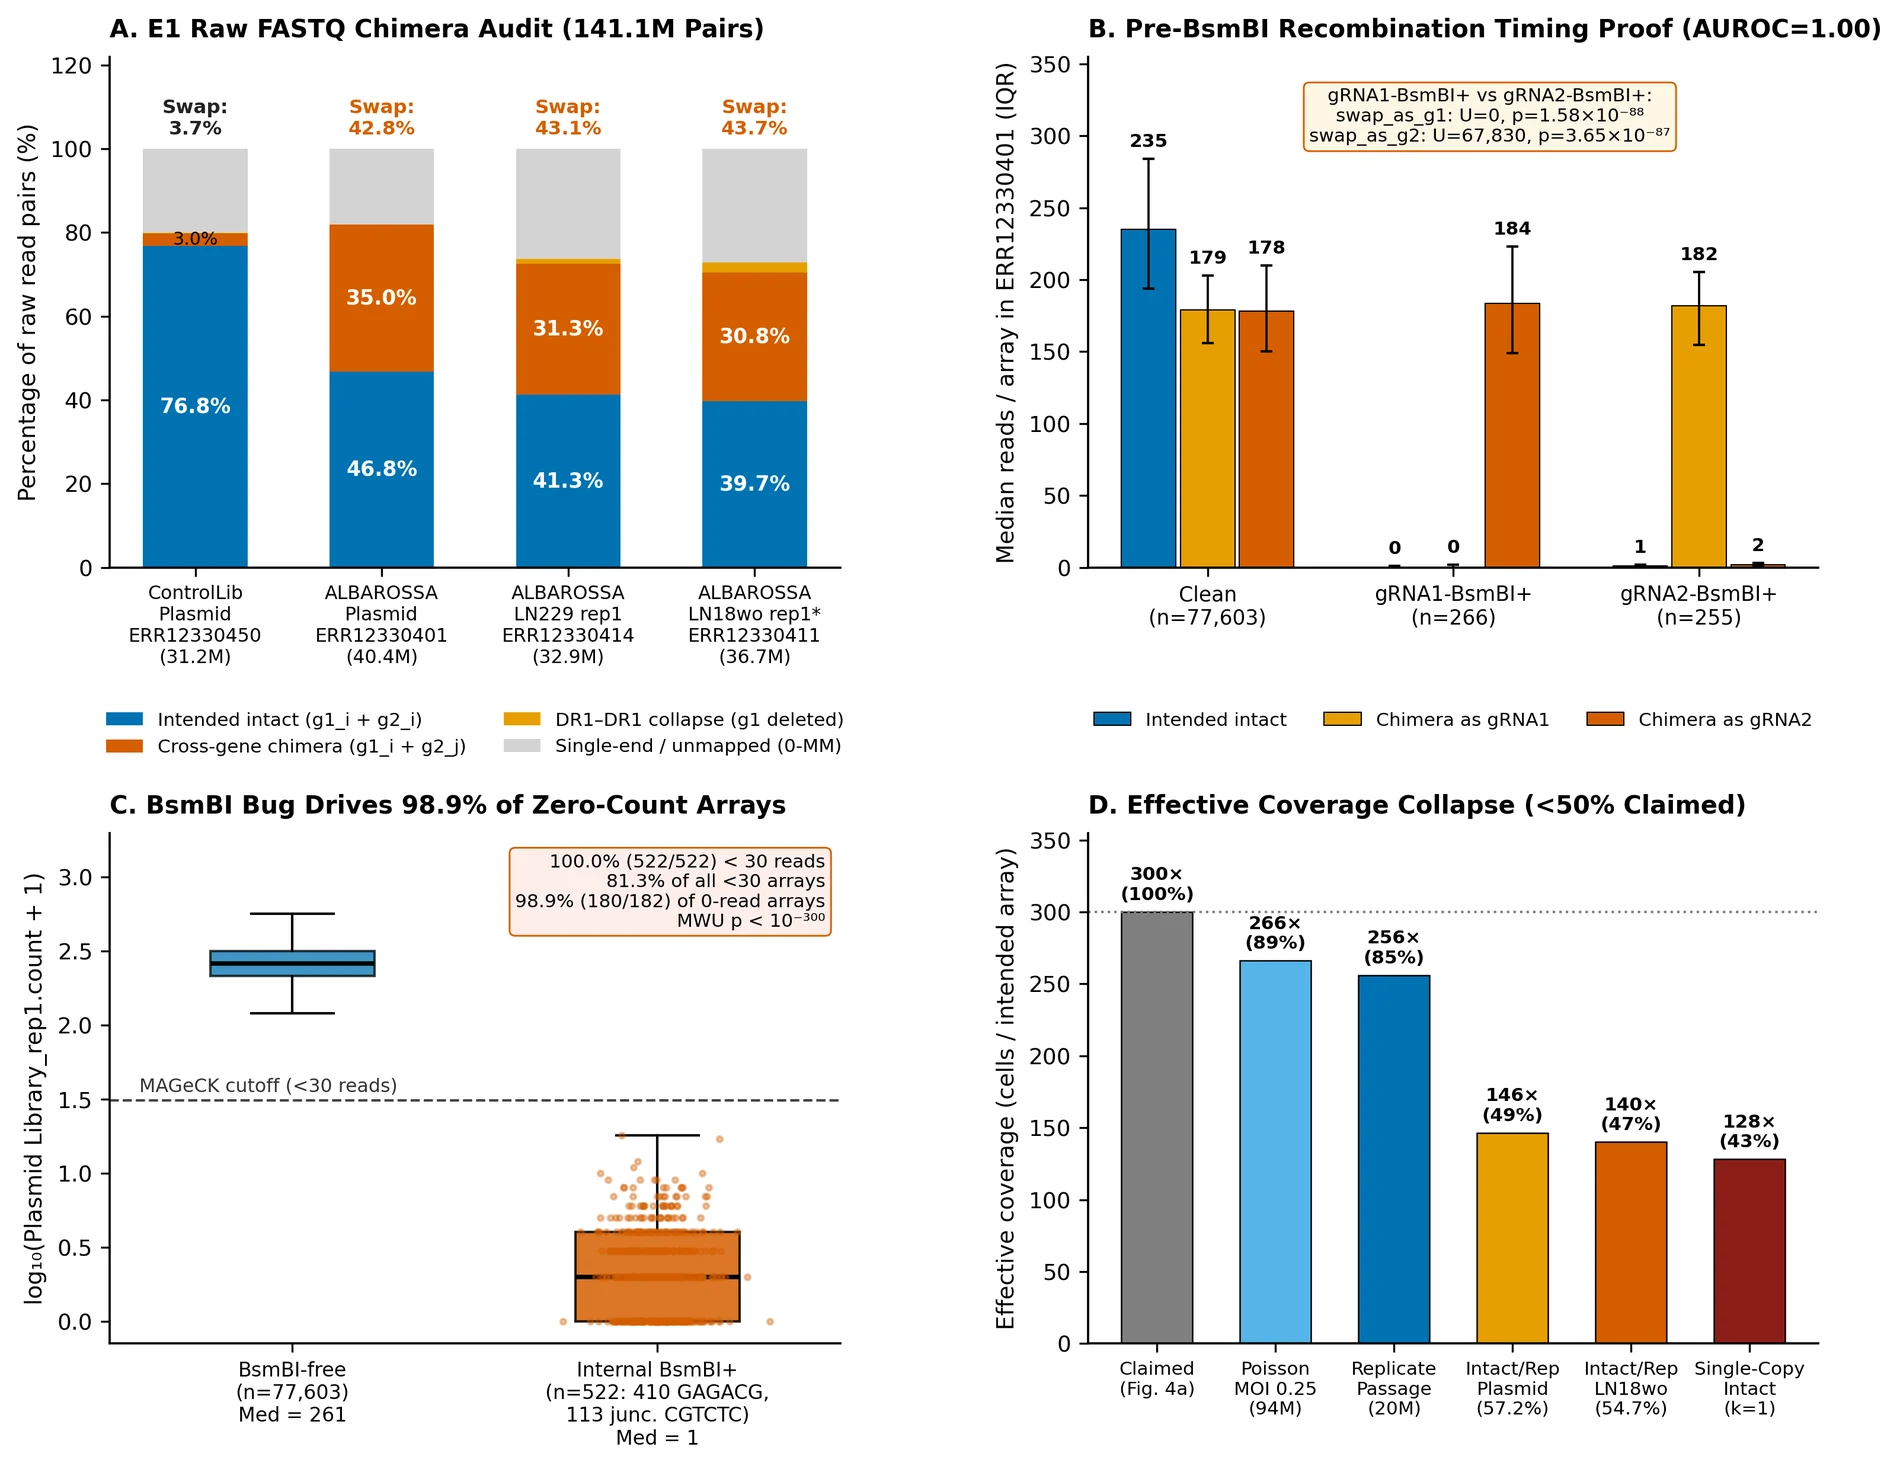 A. E1 Raw FASTQ Chimera Audit (141.1M Pairs)
Percentage of raw read pairs (%)
120
100
80
60
40
20
0
Swap:
3.7%
Swap:
42.8%
Swap:
43.1%
Swap:
43.7%
3.0%
76.8%
35.0%
46.8%
31.3%
41.3%
30.8%
39.7%
ControlLib
Plasmid
ERR12330450
(31.2M)
ALBAROSSA
Plasmid
ERR12330401
(40.4M)
ALBAROSSA
LN229 rep1
ERR12330414
(32.9M)
ALBAROSSA
LN18wo rep1*
ERR12330411
(36.7M)
Intended intact (g1_i + g2_i)
Cross-gene chimera (g1_i + g2_j)
DR1–DR1 collapse (g1 deleted)
Single-end / unmapped (0-MM)
B. Pre-BsmBI Recombination Timing Proof (AUROC=1.00)
Median reads / array in ERR12330401 (IQR)
350
300
250
200
150
100
50
0
gRNA1-BsmBI+ vs gRNA2-BsmBI+:
swap_as_g1: U=0, p=1.58×10⁻⁸⁸
swap_as_g2: U=67,830, p=3.65×10⁻⁸⁷
235
179
178
0
0
184
1
182
2
Clean
(n=77,603)
gRNA1-BsmBI+
(n=266)
gRNA2-BsmBI+
(n=255)
Intended intact
Chimera as gRNA1
Chimera as gRNA2
C. BsmBI Bug Drives 98.9% of Zero-Count Arrays
log₁₀(Plasmid Library_rep1.count + 1)
3.0
2.5
2.0
1.5
1.0
0.5
0.0
100.0% (522/522) < 30 reads
81.3% of all <30 arrays
98.9% (180/182) of 0-read arrays
MWU p < 10⁻³⁰⁰
MAGeCK cutoff (<30 reads)
BsmBI-free
(n=77,603)
Med = 261
Internal BsmBI+
(n=522: 410 GAGACG,
113 junc. CGTCTC)
Med = 1
D. Effective Coverage Collapse (<50% Claimed)
Effective coverage (cells / intended array)
350
300
250
200
150
100
50
0
300×
(100%)
266×
(89%)
256×
(85%)
146×
(49%)
140×
(47%)
128×
(43%)
Claimed
(Fig. 4a)
Poisson
MOI 0.25
(94M)
Replicate
Passage
(20M)
Intact/Rep
Plasmid
(57.2%)
Intact/Rep
LN18wo
(54.7%)
Single-Copy
Intact
(k=1)